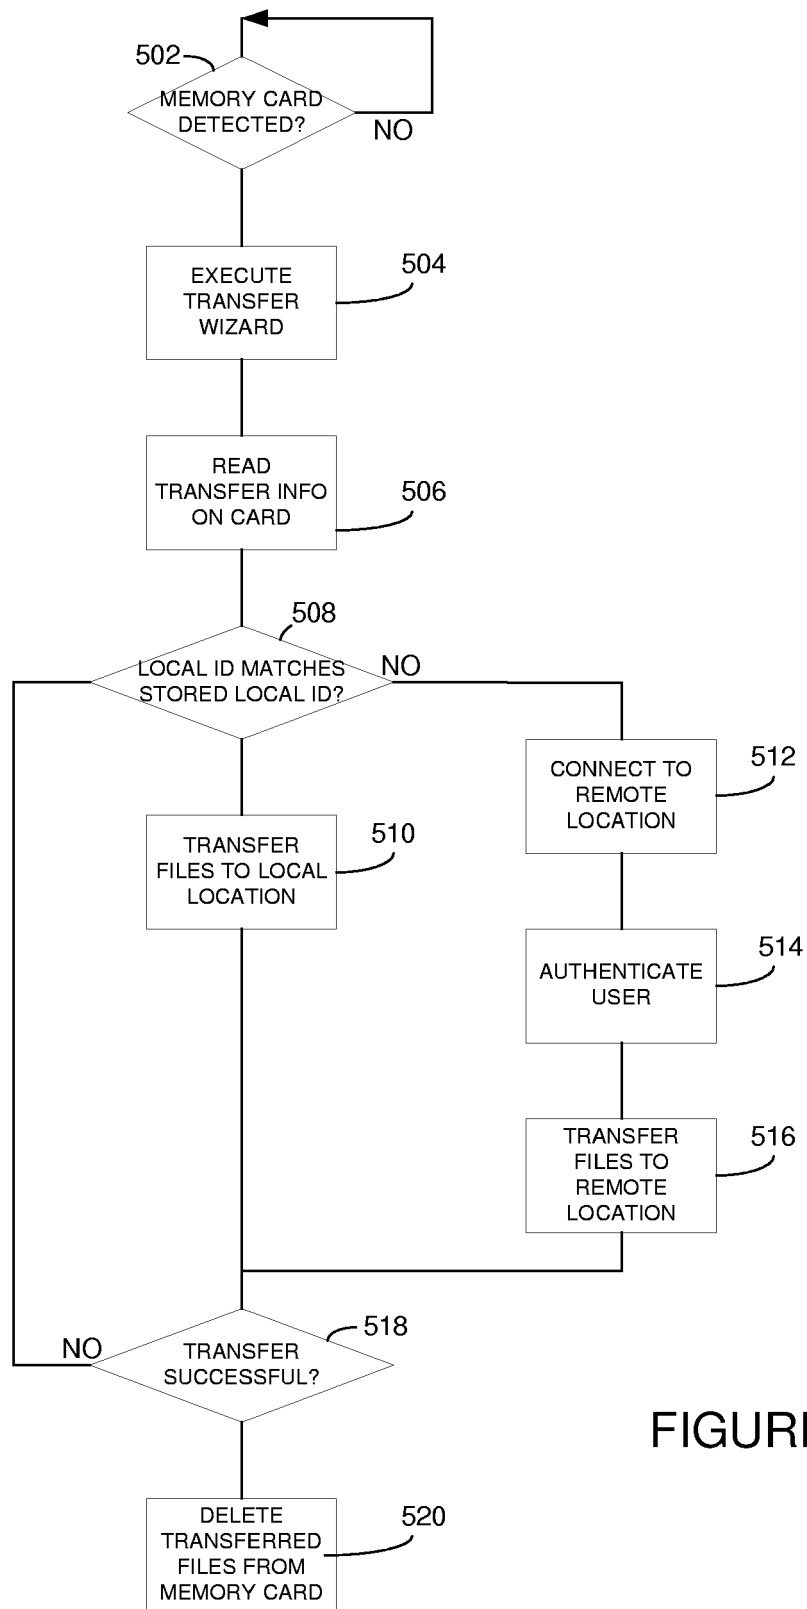 502
MEMORY CARD
DETECTED?
NO
EXECUTE
TRANSFER
WIZARD
504
READ
TRANSFER INFO
ON CARD
506
508
LOCAL ID MATCHES
STORED LOCAL ID?
NO
CONNECT TO
REMOTE
LOCATION
512
TRANSFER
FILES TO LOCAL
LOCATION
510
AUTHENTICATE
USER
514
TRANSFER
FILES TO
REMOTE
LOCATION
516
NO
TRANSFER
SUCCESSFUL?
518
FIGURE
DELETE
TRANSFERRED
FILES FROM
MEMORY CARD
520